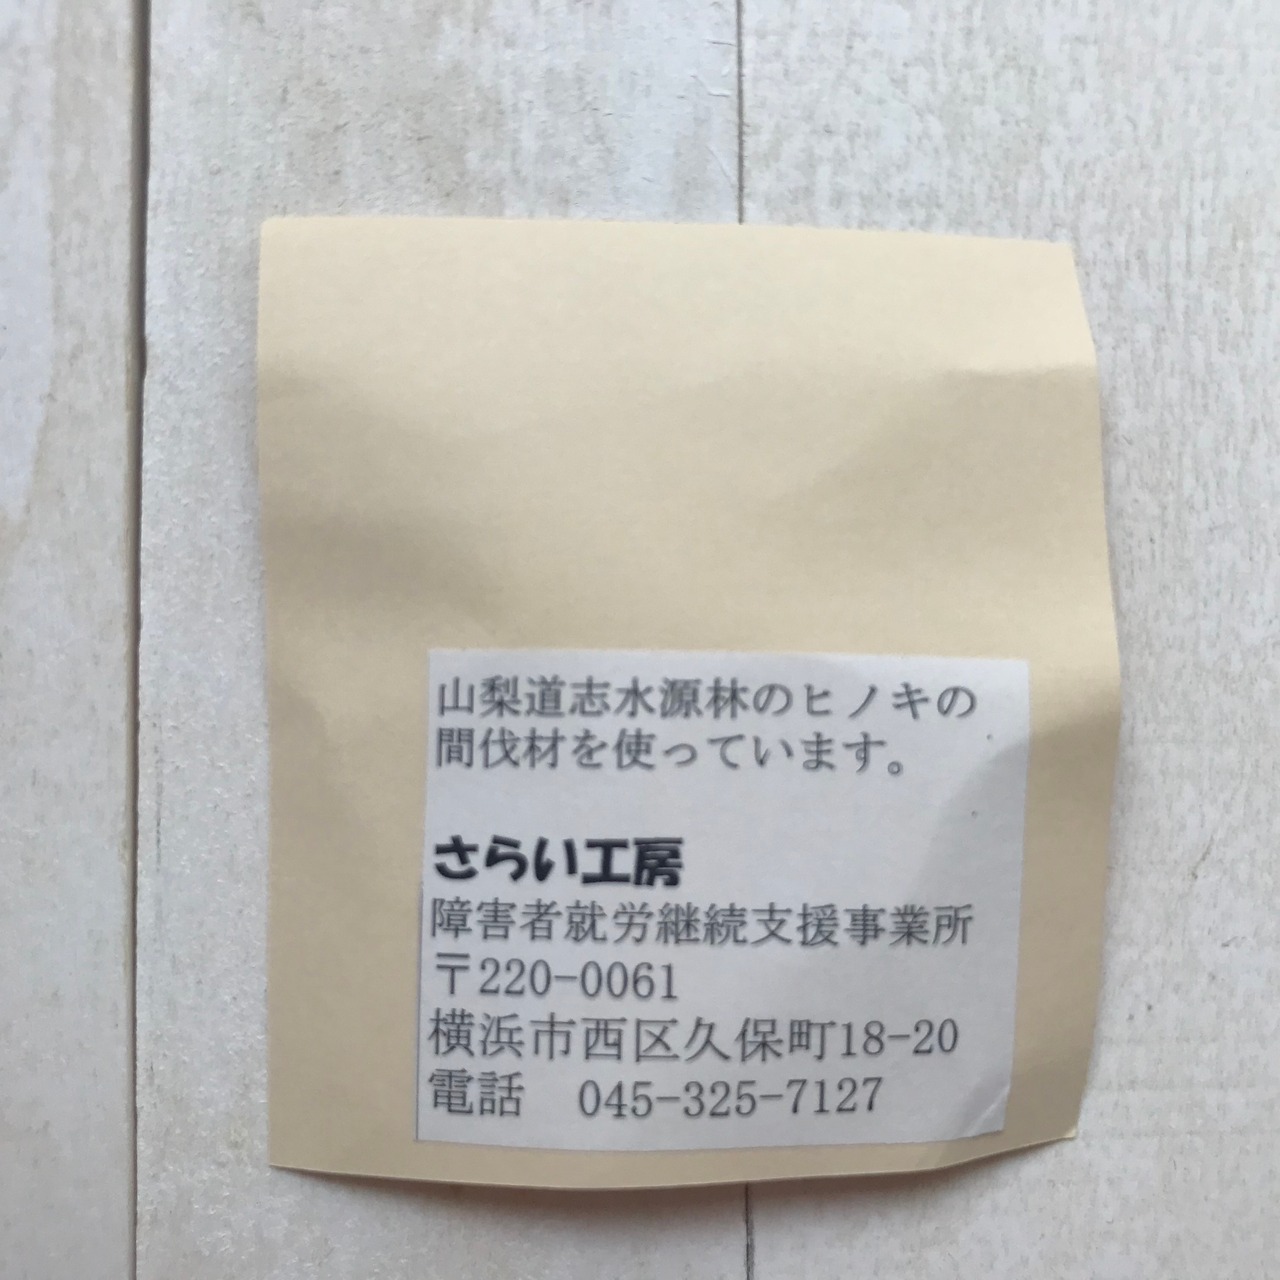 山梨道志水源林のヒノキの
間伐材を使っています。
さらい工房
障害者就労継続支援事業所
〒220-0061
横浜市西区久保町18-20
電話　045-325-7127